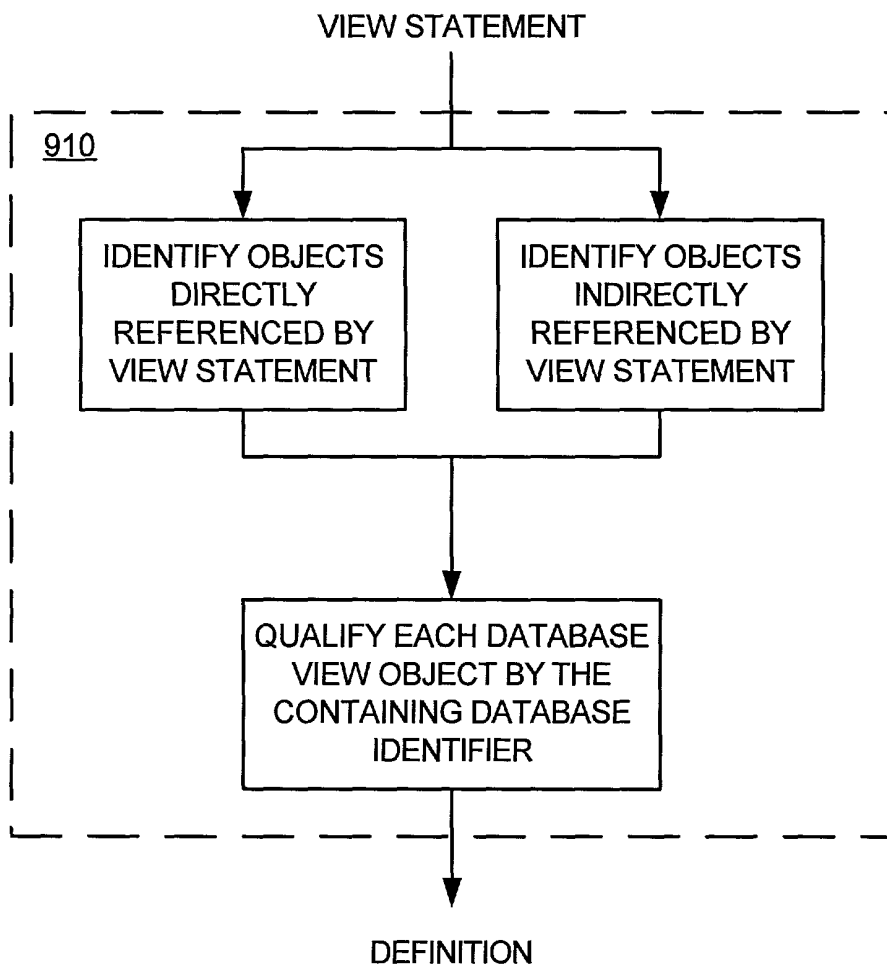 VIEW STATEMENT
910
IDENTIFY OBJECTS
DIRECTLY
REFERENCED BY
VIEW STATEMENT
IDENTIFY OBJECTS
INDIRECTLY
REFERENCED BY
VIEW STATEMENT
QUALIFY EACH DATABASE
VIEW OBJECT BY THE
CONTAINING DATABASE
IDENTIFIER
DEFINITION